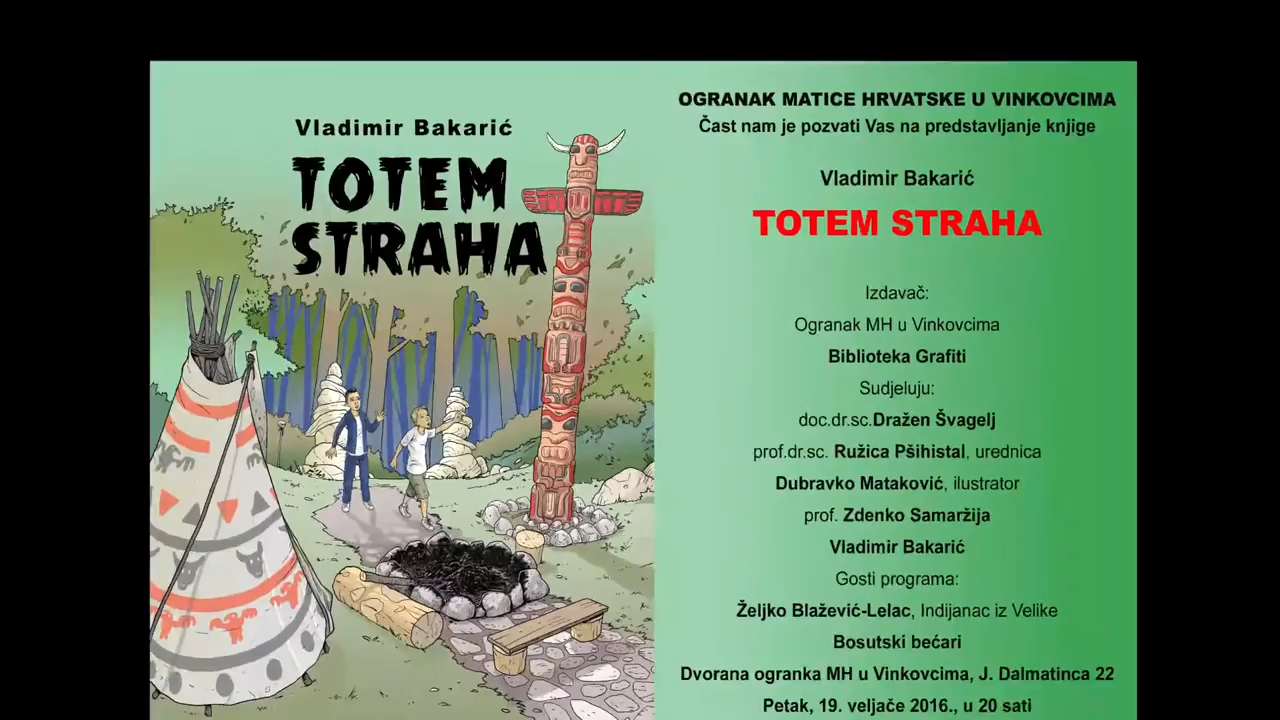 Vladimir Bakarić
TOTEM
STRAHA
OGRANAK MATICE HRVATSKE U VINKOVCIMA
Čast nam je pozvati Vas na predstavljanje knjige
Vladimir Bakarić
TOTEM STRAHA
Izdavač:
Ogranak MH u Vinkovcima
Biblioteka Grafiti
Sudjeluju:
doc.dr.sc.Dražen Švagelj
prof.dr.sc. Ružica Pšihistal, urednica
Dubravko Mataković, ilustrator
prof. Zdenko Samaržija
Vladimir Bakarić
Gosti programa:
Željko Blažević-Lelac, Indijanac iz Velike
Bosutski bećari
Dvorana ogranka MH u Vinkovcima, J. Dalmatinca 22
Petak, 19. veljače 2016., u 20 sati